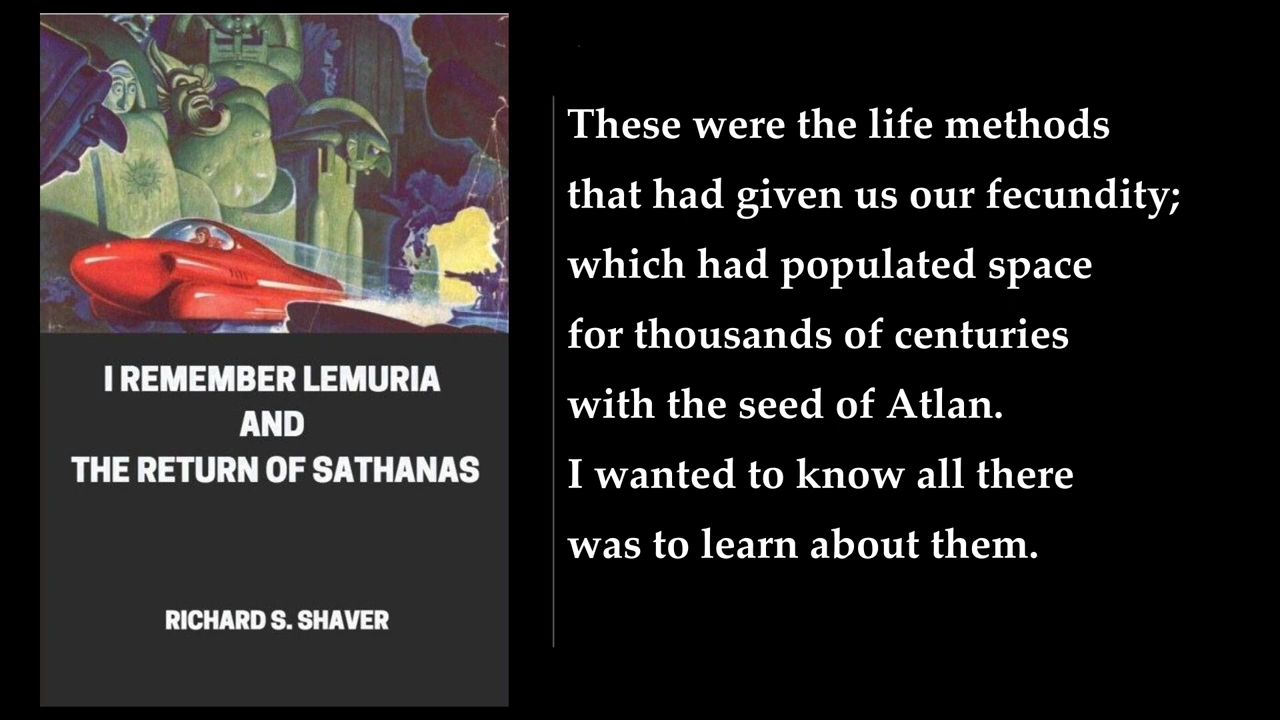 I REMEMBER LEMURIA
AND
THE RETURN OF SATHANAS
RICHARD S. SHAVER
These were the life methods
that had given us our fecundity;
which had populated space
for thousands of centuries
with the seed of Atlan.
I wanted to know all there
was to learn about them.